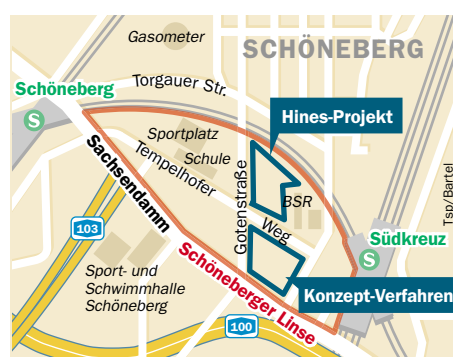 Gasometer
SCHÖNEBERG
Schöneberg
S
Torgauer Str.
Hines-Projekt
Sportplatz
Schule
Tempelhofer
Weg
Gotenstraße
BSR
Sachsendamm
103
Südkreuz
S
Sport- und
Schwimmhalle
Schöneberg
Schöneberger Linse
Konzept-Verfahren
100
Tsp/Bartel